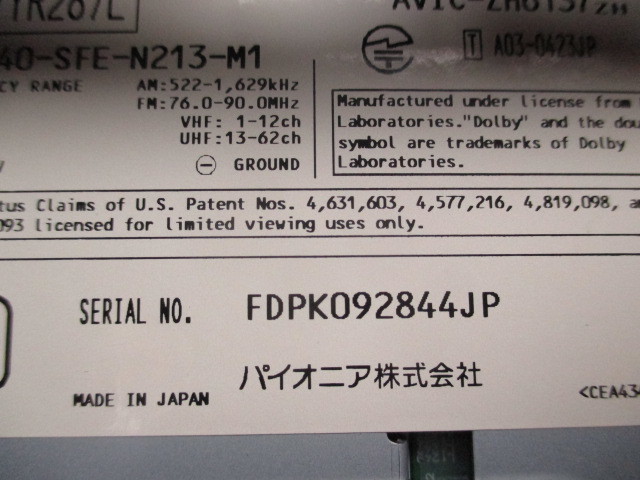 40-SFE-N213-M1
CY RANGE AM:522-1,629kHz
FM:76.0-90.0MHz
VHF: 1-12ch
UHF:13-62ch
GROUND
T A03-0423JP
Manufactured under license from
Laboratories."Dolby" and the dou
symbol are trademarks of Dolby
Laboratories.
tus Claims of U.S. Patent Nos. 4,631,603, 4,577,216, 4,819,098, a
093 licensed for limited viewing uses only.
SERIAL NO. FDPK092844JP
パイオニア株式会社
MADE IN JAPAN
<CEA434